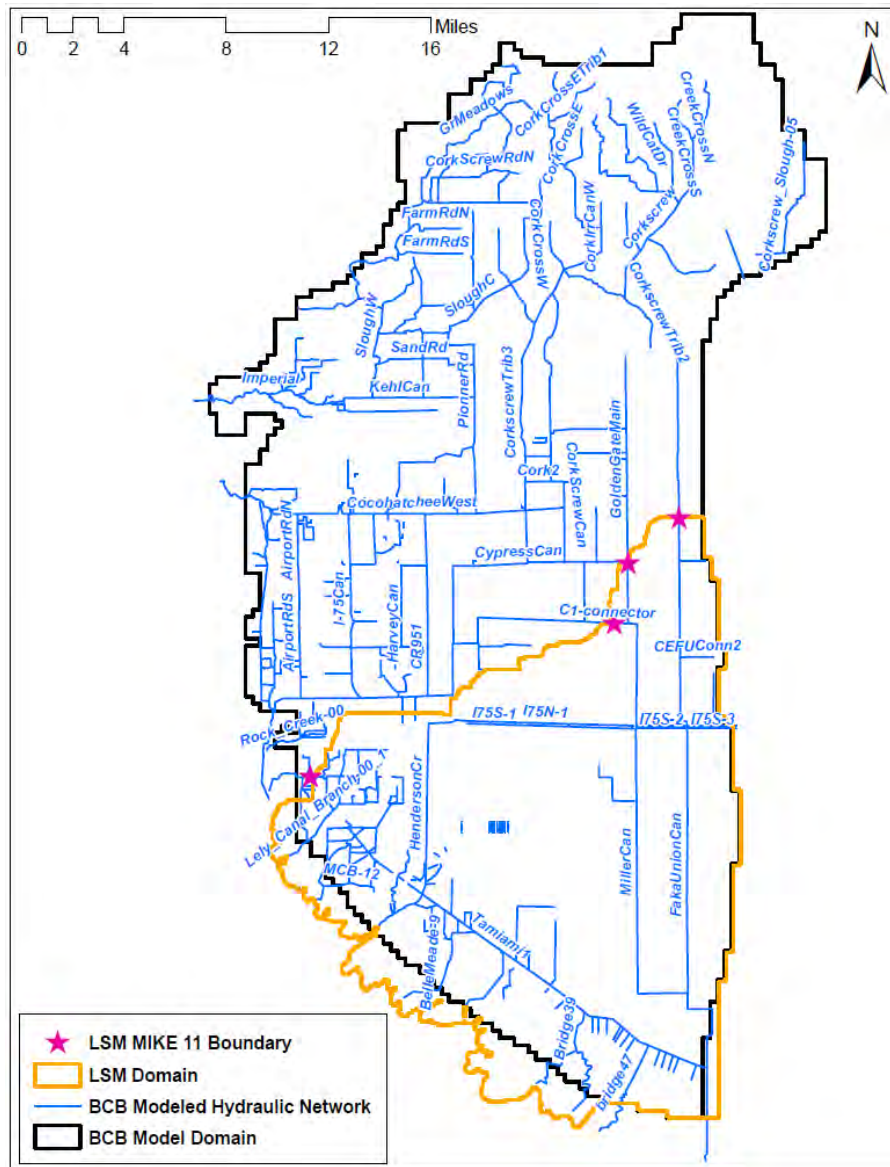 Miles
0 2 4 8 12 16
N
GrMeadows
CorkCrossETrib1
CorkCrossE
WildCatDr
CreekCrossN
CreekCrossS
Corkscrew_Slough-05
CorkScrewRdN
FarmRdN
FarmRdS
CorkCrossW
CorkIrrCanW
Corkscrew
SloughC
SloughW
CorkscrewTrib2
SandRd
Imperial
KehlCan
PionnerRd
CorkscrewTrib3
GoldenGateMain
Cork2
CorkScrewCan
CocohatcheeWest
AirportRdN
CypressCan
I-75Can
HarveyCan
CR951
AirportRdS
C1-connector
CEFUConn2
Rock_Creek-00
I75S-1 I75N-1
I75S-2 I75S-3
Lely_Canal_Branch-00_1
HendersonCr
MillerCan
FakaUnionCan
MCB-12
BelleMeade-9
Tamiami1
Bridge39
bridge47
LSM MIKE 11 Boundary
LSM Domain
BCB Modeled Hydraulic Network
BCB Model Domain